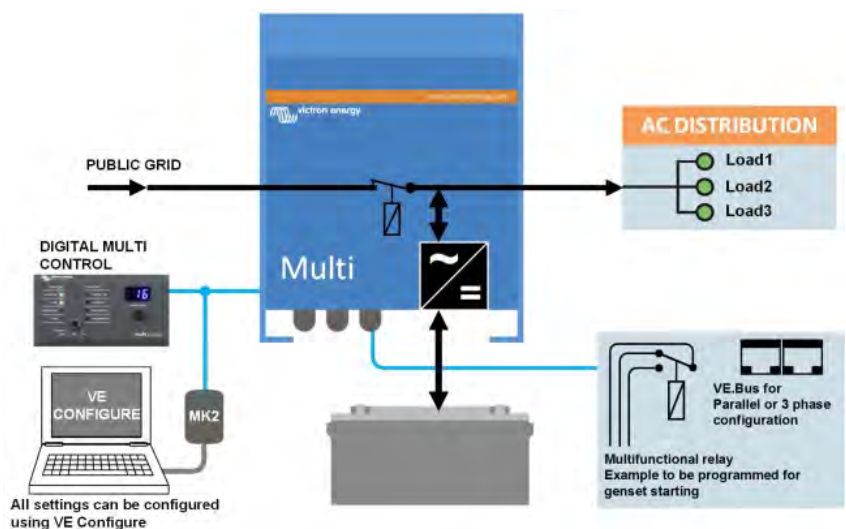 victron energy
AC DISTRIBUTION
Load1
Load2
Load3
PUBLIC GRID
DIGITAL MULTI
CONTROL
16
Multi
VE
CONFIGURE
MK2
All settings can be configured
using VE Configure
VE.Bus for
Parallel or 3 phase
configuration
Multifunctional relay
Example to be programmed for
genset starting